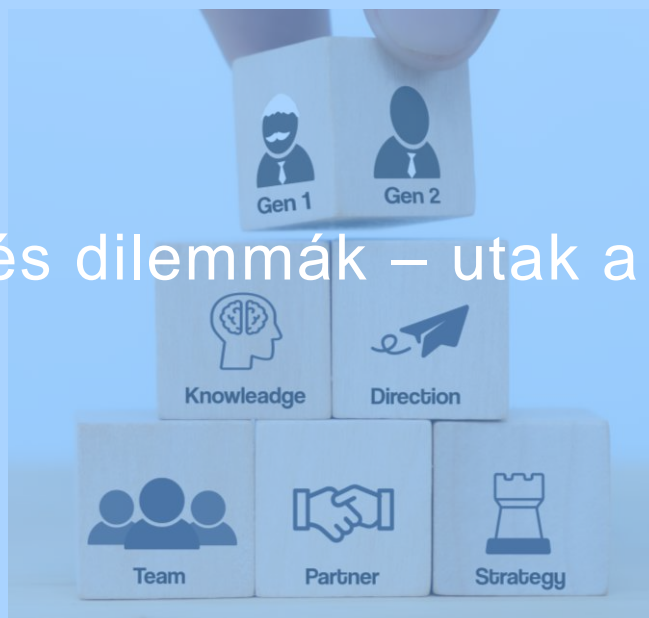 Gen 1 Gen 2
és dilemmák – utak a
Knowleadge Direction
Team Partner Strategy